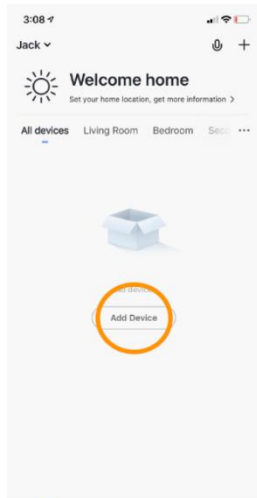 3:08
Jack
Welcome home
Set your home location, get more information >
All devices Living Room Bedroom
Add Device